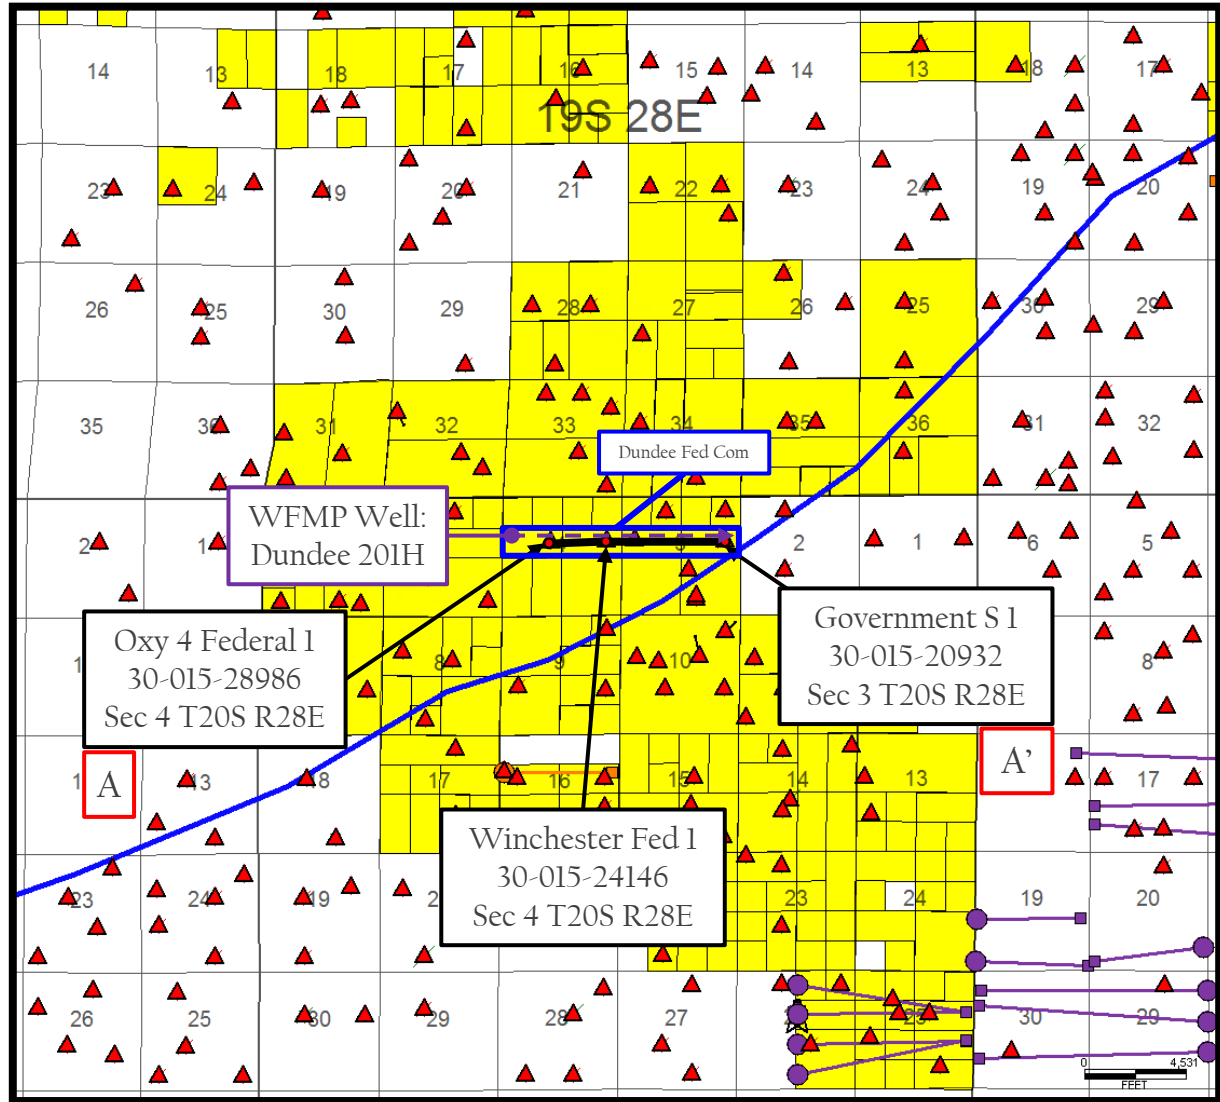 14 13 18 17 16 15 14 13 18 17
19S 28E
23 24 19 20 21 22 23 24 19 20
26 25 30 29 28 27 26 25 30 29
35 36 31 32 33 34 35 36 31 32
Dundee Fed Com
WFMP Well:
Dundee 201H
2 1 3 2 1 6 5
Oxy 4 Federal 1
30-015-28986
Sec 4 T20S R28E
Government S 1
30-015-20932
Sec 3 T20S R28E
8 9 10 8
A
A'
13 18 17 16 15 14 13 17
Winchester Fed 1
30-015-24146
Sec 4 T20S R28E
23 24 19 23 24 19 20
26 25 30 29 28 27 25 30 29
0 4,531
FEET